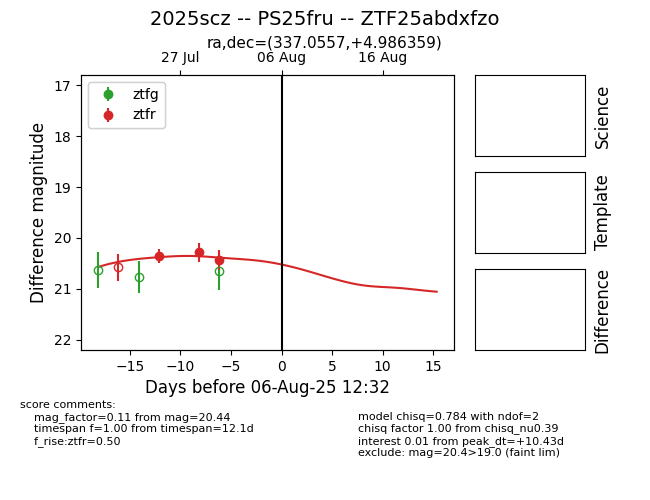 2025scz -- PS25fru -- ZTF25abdxfzo
ra,dec=(337.0557,+4.986359)
27 Jul 06 Aug 16 Aug
ztfg
ztfr
17
18
19
20
21
22
Difference magnitude
−15 −10 −5 0 5 10 15
Days before 06-Aug-25 12:32
Science
Template
Difference
score comments:
mag_factor=0.11 from mag=20.44
timespan f=1.00 from timespan=12.1d
f_rise:ztfr=0.50
model chisq=0.784 with ndof=2
chisq factor 1.00 from chisq_nu0.39
interest 0.01 from peak_dt=+10.43d
exclude: mag=20.4>19.0 (faint lim)